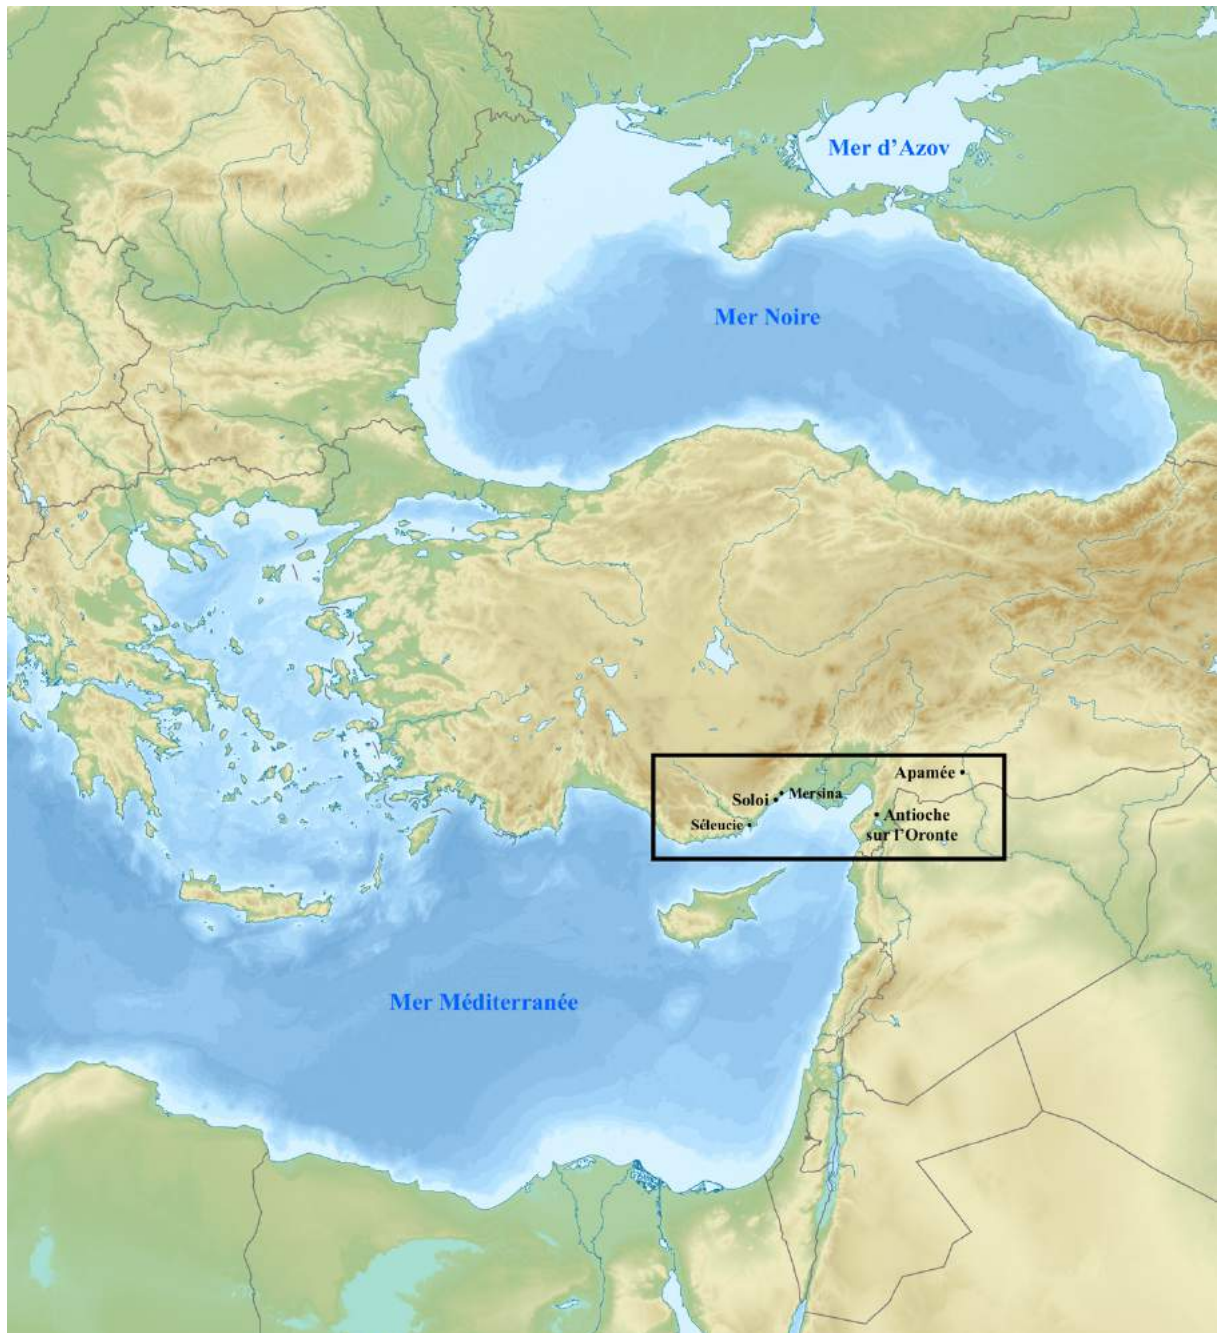 Mer d'Azov
Mer Noire
Apamée
Mersina
Soloi
Antioche
sur l'Oronte
Séleucie
Mer Méditerranée